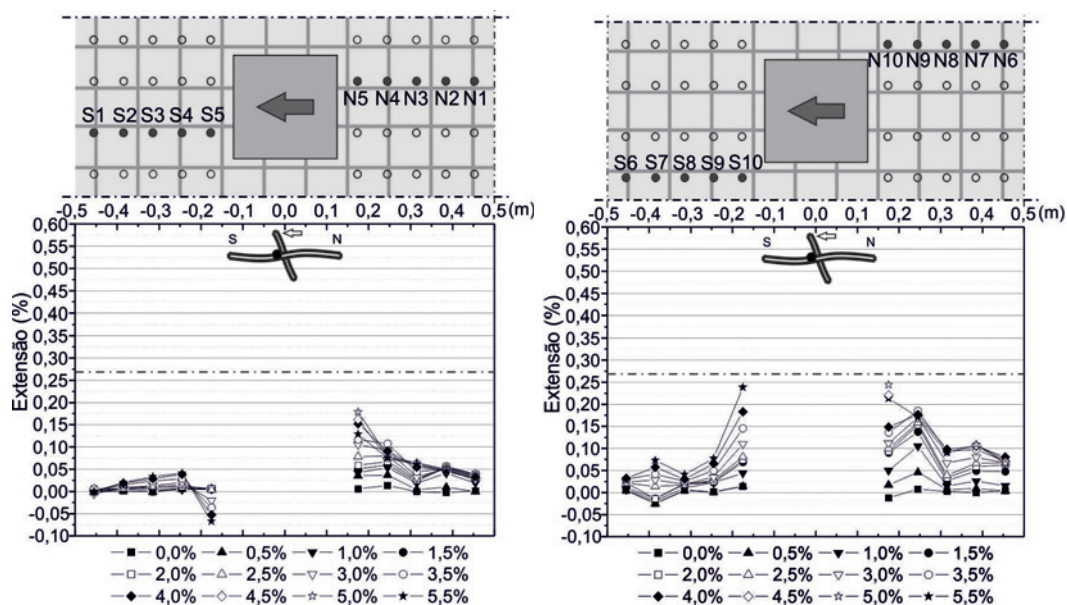 N5 N4 N3 N2 N1
S1 S2 S3 S4 S5
-0,5 -0,4 -0,3 -0,2 -0,1 0,0 0,1 0,2 0,3 0,4 0,5 (m)
0,60
0,55
0,50
0,45
0,40
0,35
0,30
0,25
0,20
0,15
0,10
0,05
0,00
-0,05
-0,10
Extensão (%)
S N
0,0% 0,5% 1,0% 1,5%
2,0% 2,5% 3,0% 3,5%
4,0% 4,5% 5,0% 5,5%
N10 N9 N8 N7 N6
S6 S7 S8 S9 S10
-0,5 -0,4 -0,3 -0,2 -0,1 0,0 0,1 0,2 0,3 0,4 0,5 (m)
0,60
0,55
0,50
0,45
0,40
0,35
0,30
0,25
0,20
0,15
0,10
0,05
0,00
-0,05
-0,10
Extensão (%)
S N
0,0% 0,5% 1,0% 1,5%
2,0% 2,5% 3,0% 3,5%
4,0% 4,5% 5,0% 5,5%